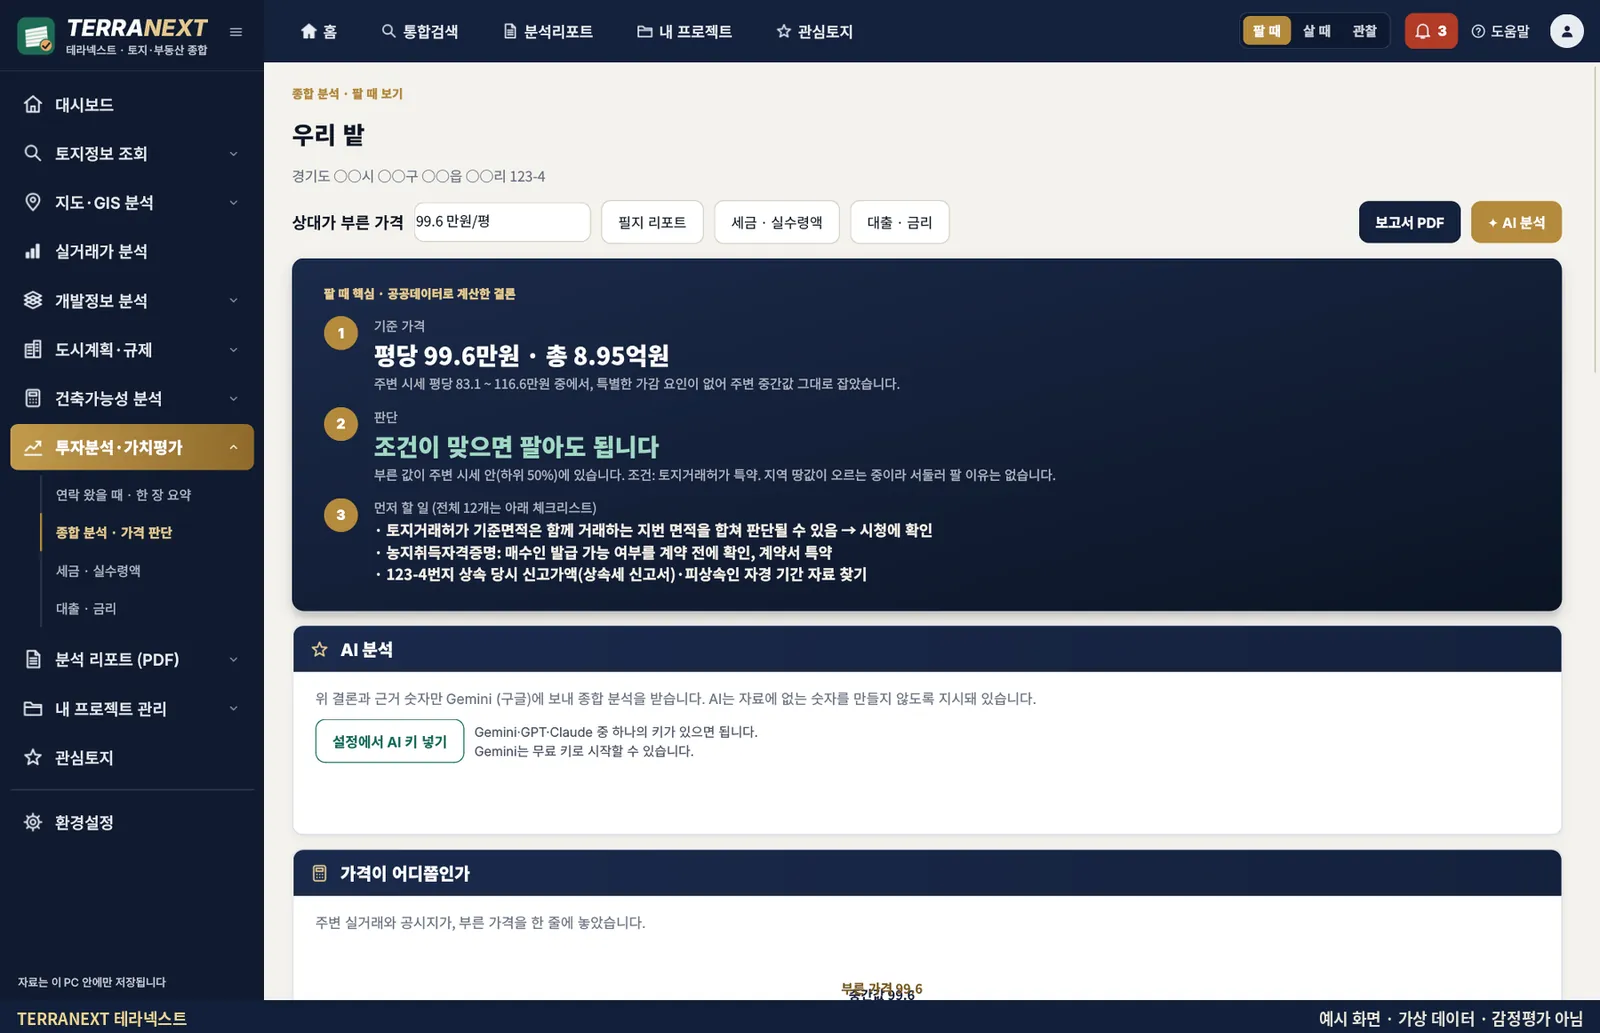 TERRANEXT
테라넥스트 · 토지·부동산 종합
홈
통합검색
분석리포트
내 프로젝트
관심토지
팔 때
살 때
관찰
3
도움말
대시보드
토지정보 조회
지도·GIS 분석
실거래가 분석
개발정보 분석
도시계획·규제
건축가능성 분석
투자분석·가치평가
연락 왔을 때 · 한 장 요약
종합 분석 · 가격 판단
세금 · 실수령액
대출 · 금리
분석 리포트 (PDF)
내 프로젝트 관리
관심토지
환경설정
자료는 이 PC 안에만 저장됩니다
종합 분석 · 팔 때 보기
우리 밭
경기도 ○○시 ○○구 ○○읍 ○○리 123-4
상대가 부른 가격
99.6 만원/평
필지 리포트
세금 · 실수령액
대출 · 금리
보고서 PDF
+ AI 분석
팔 때 핵심 · 공공데이터로 계산한 결론
1
기준 가격
평당 99.6만원 · 총 8.95억원
주변 시세 평당 83.1 ~ 116.6만원 중에서, 특별한 가감 요인이 없어 주변 중간값 그대로 잡았습니다.
2
판단
조건이 맞으면 팔아도 됩니다
부른 값이 주변 시세 안(하위 50%)에 있습니다. 조건: 토지거래허가 특약. 지역 땅값이 오르는 중이라 서둘러 팔 이유는 없습니다.
3
먼저 할 일 (전체 12개는 아래 체크리스트)
· 토지거래허가 기준면적은 함께 거래하는 지번 면적을 합쳐 판단될 수 있음 → 시청에 확인
· 농지취득자격증명: 매수인 발급 가능 여부를 계약 전에 확인, 계약서 특약
· 123-4번지 상속 당시 신고가액(상속세 신고서)·피상속인 자경 기간 자료 찾기
AI 분석
위 결론과 근거 숫자만 Gemini (구글)에 보내 종합 분석을 받습니다. AI는 자료에 없는 숫자를 만들지 않도록 지시돼 있습니다.
설정에서 AI 키 넣기
Gemini·GPT·Claude 중 하나의 키가 있으면 됩니다.
Gemini는 무료 키로 시작할 수 있습니다.
가격이 어디쯤인가
주변 실거래와 공시지가, 부른 가격을 한 줄에 놓았습니다.
부른 가격 99.6
중간값 99.6
TERRANEXT 테라넥스트
예시 화면 · 가상 데이터 · 감정평가 아님